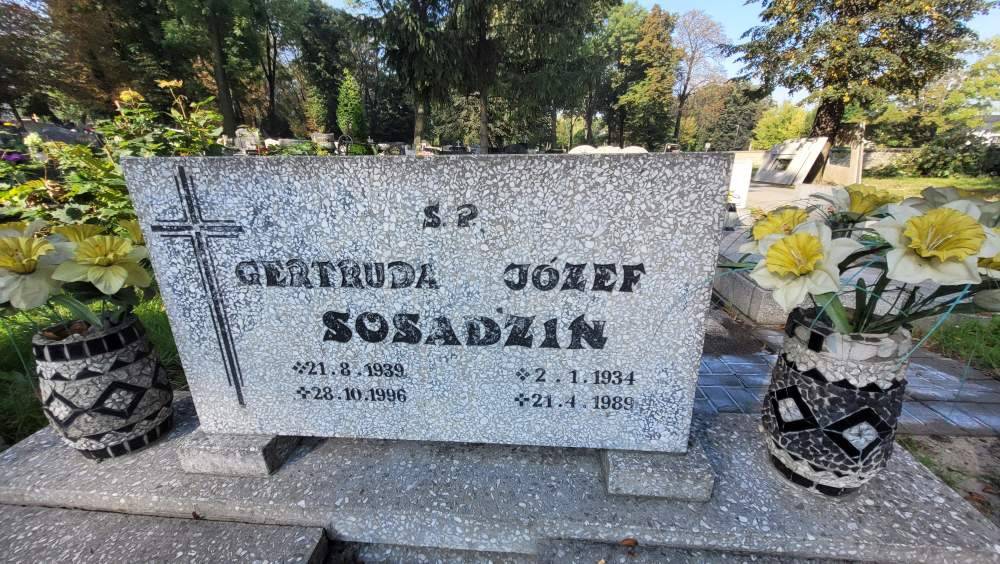 Ś.P.
GERTRUDA JÓZEF
SOSADZIN
21.8.1939 2.1.1934
28.10.1996 21.4.1989